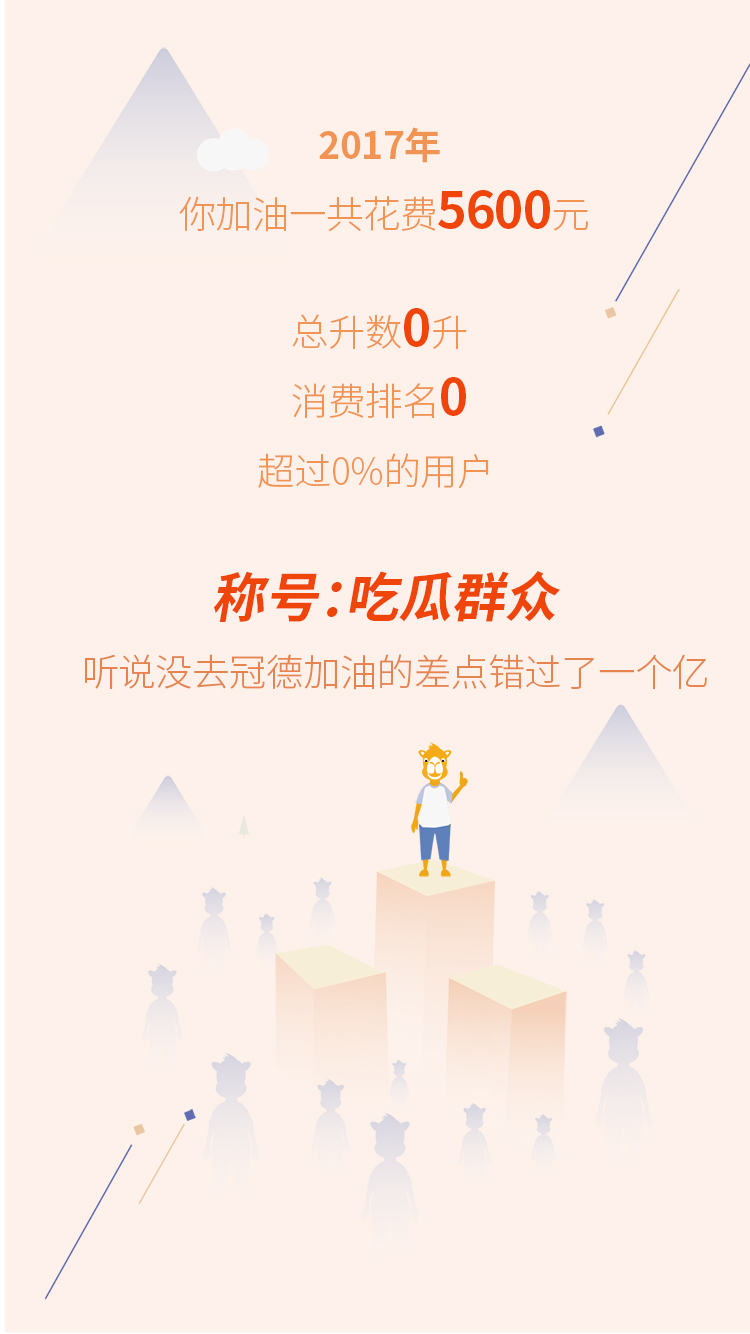 2017年
你加油一共花费5600元
总升数0升
消费排名0
超过0%的用户
称号:吃瓜群众
听说没去冠德加油的差点错过了一个亿